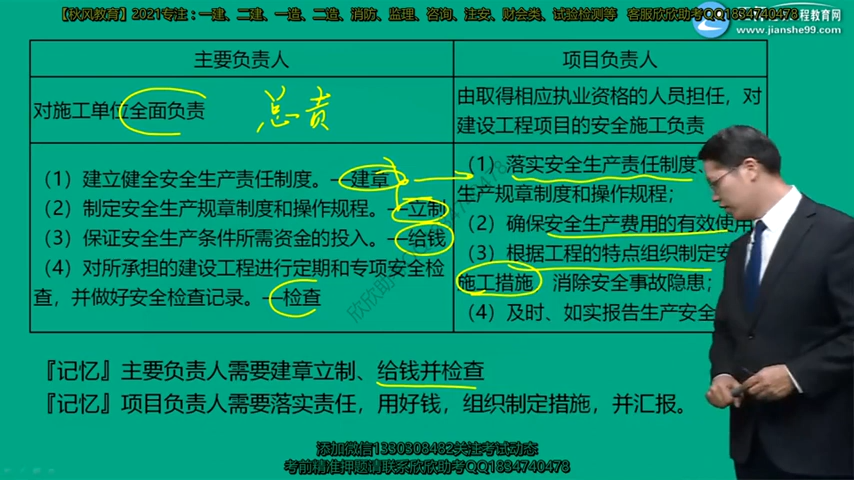 【秋风教育】2021专注：一建、二建、一造、二造、消防、监理、咨询、注安、财会类、试验检测等 客服欣欣助考QQ1834740478
程教育网
www.jianshe99.com
主要负责人
项目负责人
对施工单位全面负责
总责
由取得相应执业资格的人员担任，对
建设工程项目的安全施工负责
（1）建立健全安全生产责任制度。—建章
（2）制定安全生产规章制度和操作规程。—立制
（3）保证安全生产条件所需资金的投入。—给钱
（4）对所承担的建设工程进行定期和专项安全检
查，并做好安全检查记录。—检查
（1）落实安全生产责任制度、
生产规章制度和操作规程；
（2）确保安全生产费用的有效使用
（3）根据工程的特点组织制定安
施工措施，消除安全事故隐患；
（4）及时、如实报告生产安全
『记忆』主要负责人需要建章立制、给钱并检查
『记忆』项目负责人需要落实责任，用好钱，组织制定措施，并汇报。
添加微信1330308482关注考试动态
考前精准押题请联系欣欣助考QQ1834740478